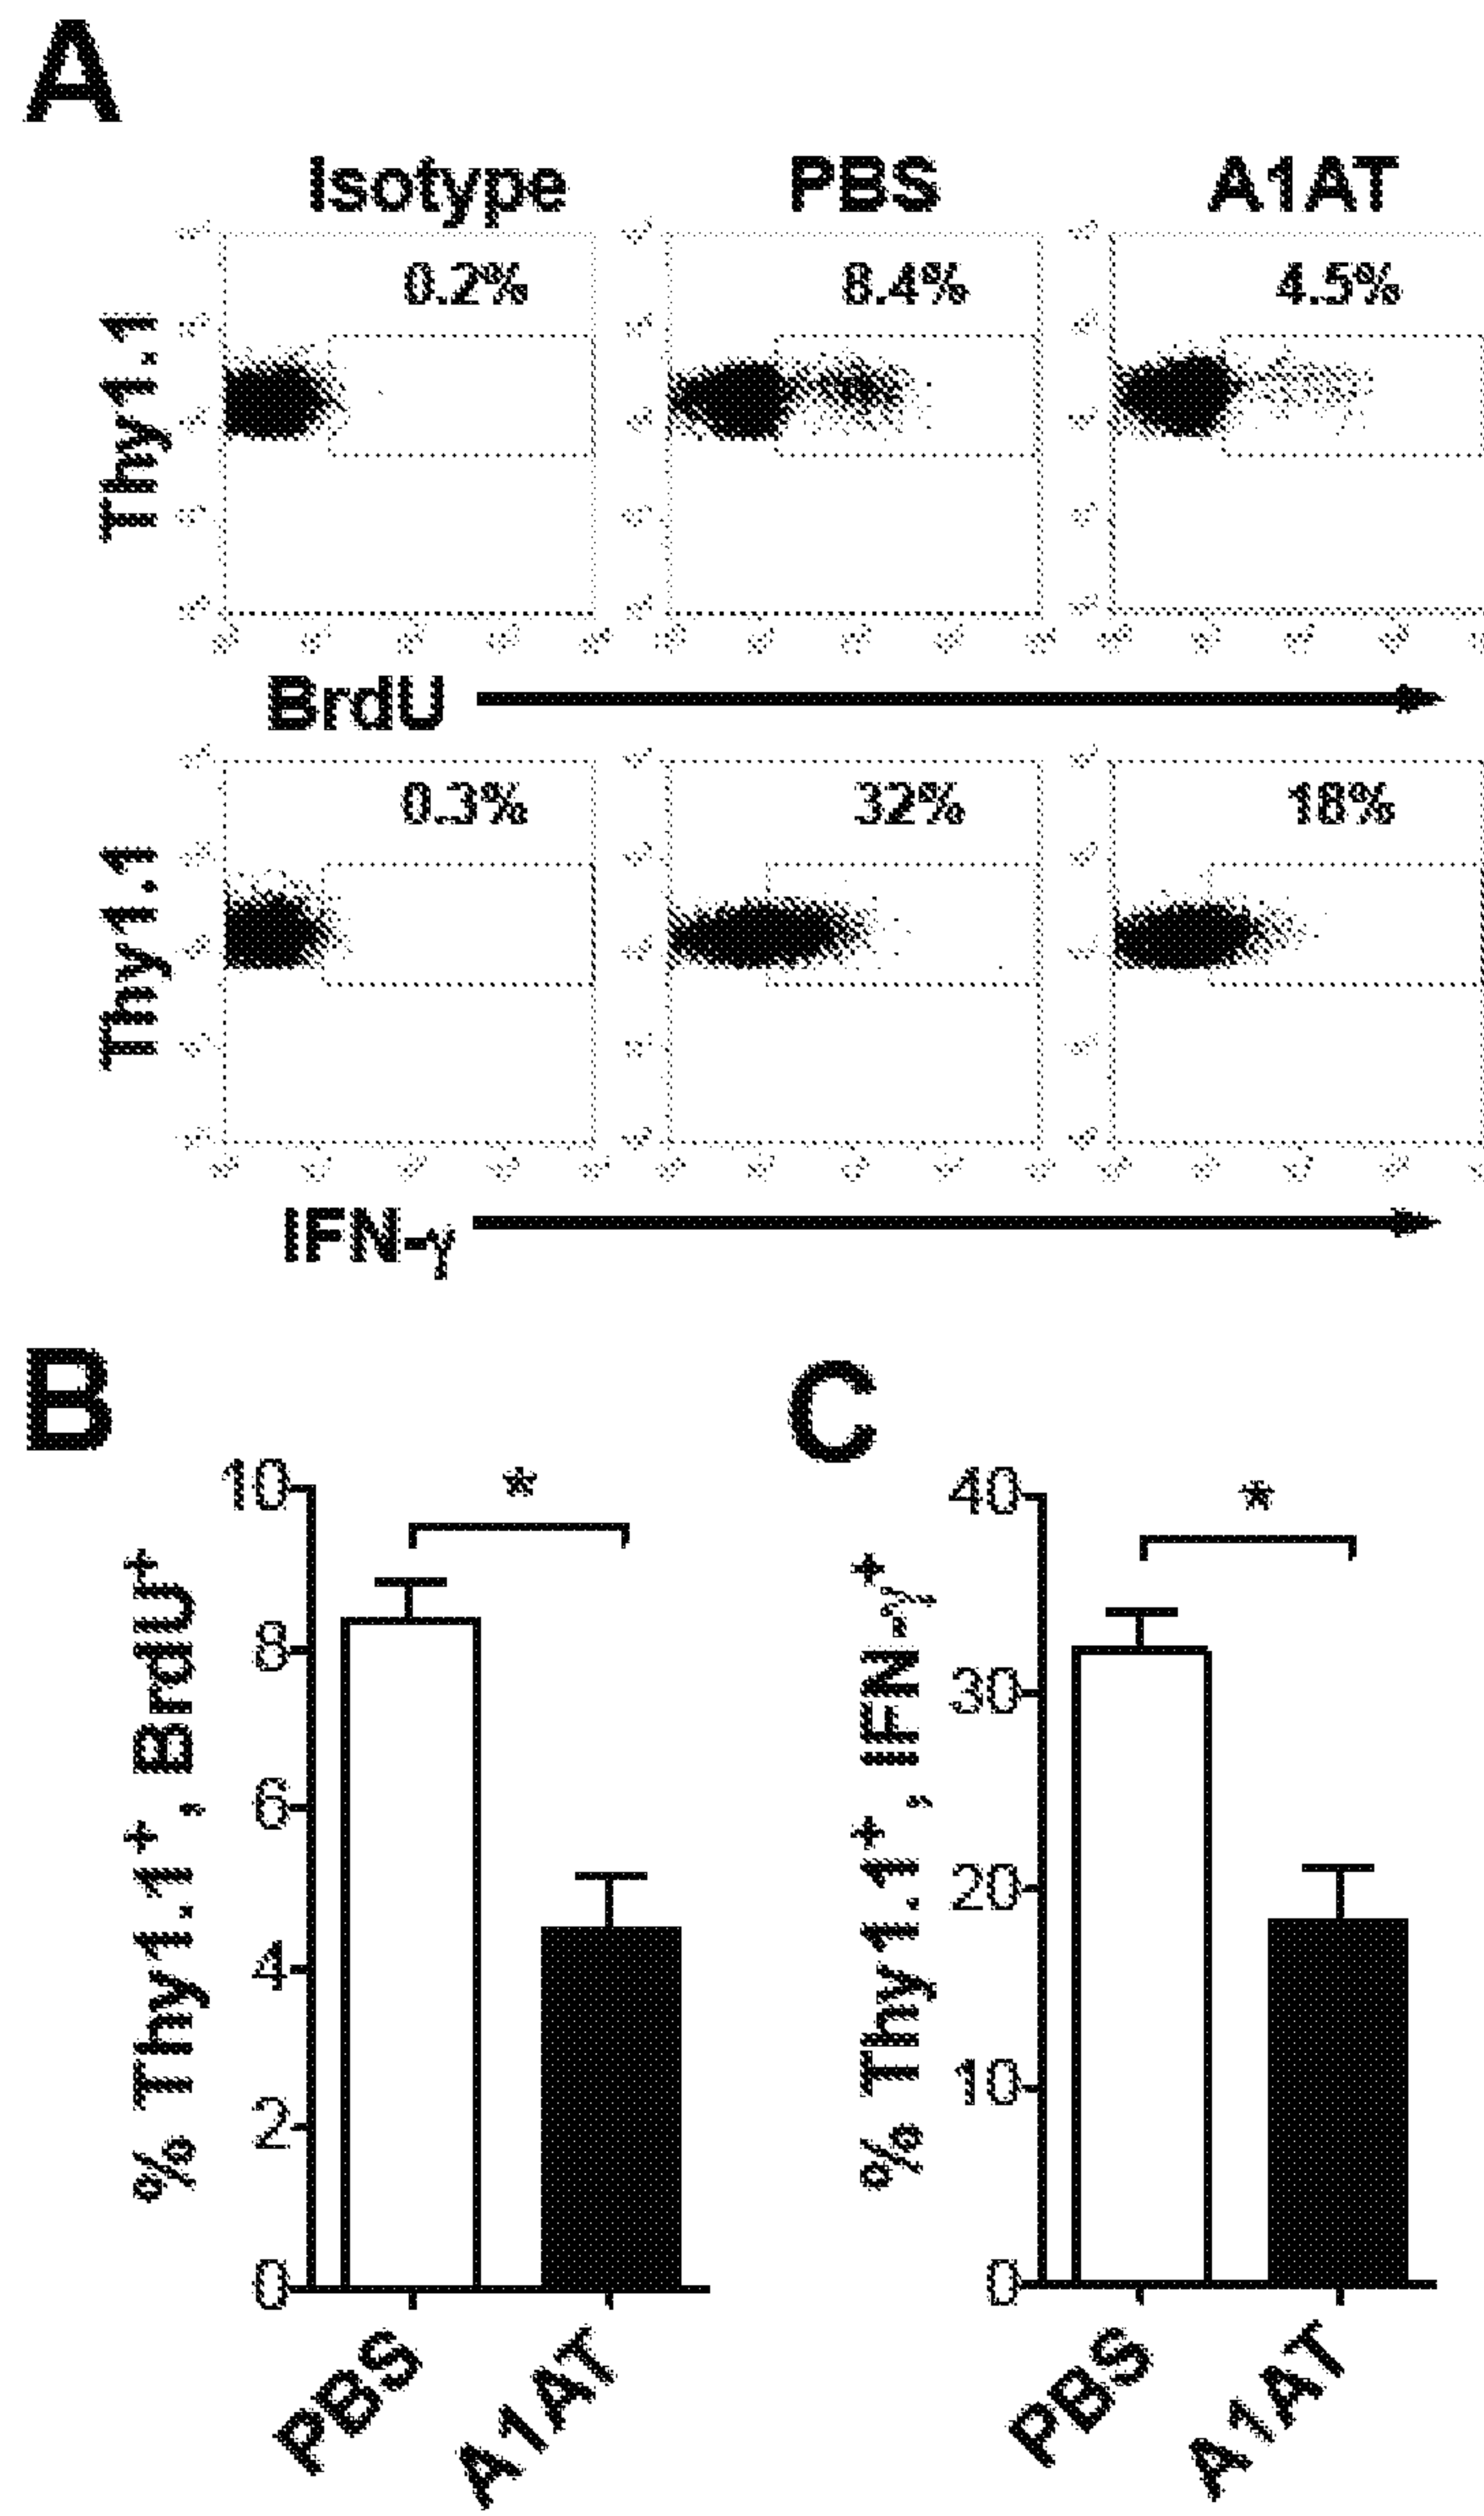 A
Isotype PBS A1AT
Thy1.1
0.2% 8.4% 4.5%
BrdU
Thy1.1
0.3% 32% 18%
IFN-γ
B
% Thy1.1⁺, BrdU⁺
10
8
6
4
2
0
*
PBS
A1AT
C
% Thy1.1⁺, IFN-γ⁺
40
30
20
10
0
*
PBS
A1AT